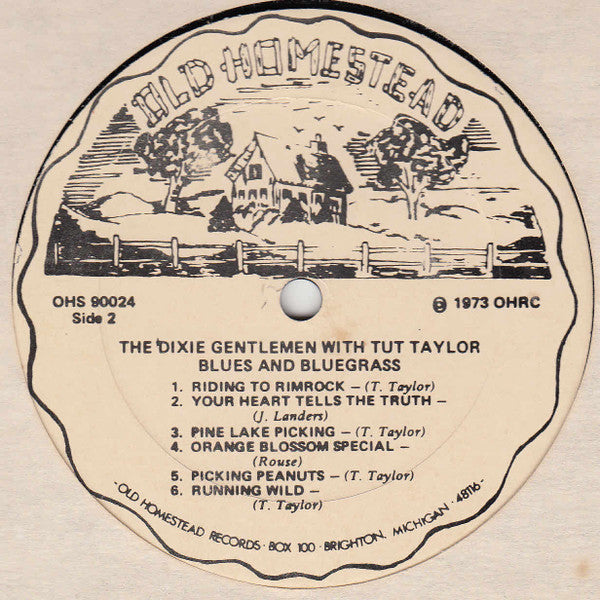 OLD HOMESTEAD
OHS 90024
Side 2
℗ 1973 OHRC
THE DIXIE GENTLEMEN WITH TUT TAYLOR
BLUES AND BLUEGRASS
1. RIDING TO RIMROCK – (T. Taylor)
2. YOUR HEART TELLS THE TRUTH –
(J. Landers)
3. PINE LAKE PICKING – (T. Taylor)
4. ORANGE BLOSSOM SPECIAL –
(Rouse)
5. PICKING PEANUTS – (T. Taylor)
6. RUNNING WILD –
(T. Taylor)
- OLD HOMESTEAD RECORDS · BOX 100 · BRIGHTON, MICHIGAN · 48116 -